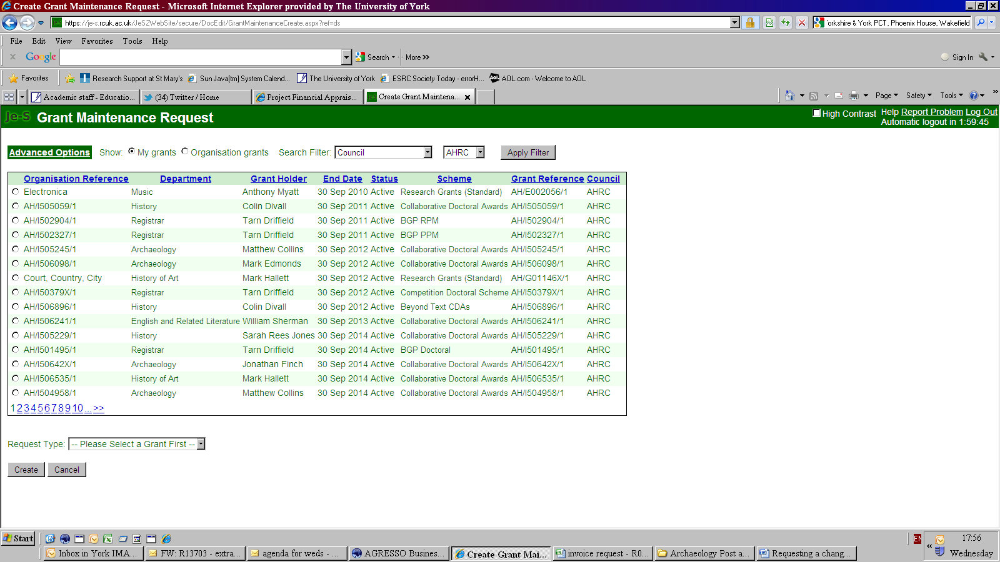 Create Grant Maintenance Request - Microsoft Internet Explorer provided by The University of York
https://je-s.rcuk.ac.uk/JeS2WebSite/secure/DocEdit/GrantMaintenanceCreate.aspx?ref=ds
'orkshire & York PCT, Phoenix House, Wakefield
File Edit View Favorites Tools Help
x Google Search More >> Sign In
Favorites Research Support at St Mary's Sun Java[tm] System Calend... The University of York ESRC Society Today - errorH... Aol. AOL.com - Welcome to AOL
Academic staff - Educatio... (34) Twitter / Home Project Financial Apprais... Create Grant Maintena... Page Safety Tools >>
Je-S Grant Maintenance Request High Contrast Help Report Problem Log Out
Automatic logout in 1:59:45
Advanced Options Show: My grants Organisation grants Search Filter: Council AHRC Apply Filter
Organisation Reference Department Grant Holder End Date Status Scheme Grant Reference Council
Electronica Music Anthony Myatt 30 Sep 2010 Active Research Grants (Standard) AH/E002056/1 AHRC
AH/I505059/1 History Colin Divall 30 Sep 2011 Active Collaborative Doctoral Awards AH/I505059/1 AHRC
AH/I502904/1 Registrar Tarn Driffield 30 Sep 2011 Active BGP RPM AH/I502904/1 AHRC
AH/I502327/1 Registrar Tarn Driffield 30 Sep 2011 Active BGP PPM AH/I502327/1 AHRC
AH/I505245/1 Archaeology Matthew Collins 30 Sep 2012 Active Collaborative Doctoral Awards AH/I505245/1 AHRC
AH/I506098/1 Archaeology Mark Edmonds 30 Sep 2012 Active Collaborative Doctoral Awards AH/I506098/1 AHRC
Court, Country, City History of Art Mark Hallett 30 Sep 2012 Active Research Grants (Standard) AH/G01146X/1 AHRC
AH/I50379X/1 Registrar Tarn Driffield 30 Sep 2012 Active Competition Doctoral Scheme AH/I50379X/1 AHRC
AH/I506896/1 History Colin Divall 30 Sep 2012 Active Beyond Text CDAs AH/I506896/1 AHRC
AH/I506241/1 English and Related Literature William Sherman 30 Sep 2013 Active Collaborative Doctoral Awards AH/I506241/1 AHRC
AH/I505229/1 History Sarah Rees Jones 30 Sep 2014 Active Collaborative Doctoral Awards AH/I505229/1 AHRC
AH/I501495/1 Registrar Tarn Driffield 30 Sep 2014 Active BGP Doctoral AH/I501495/1 AHRC
AH/I50642X/1 Archaeology Jonathan Finch 30 Sep 2014 Active Collaborative Doctoral Awards AH/I50642X/1 AHRC
AH/I506535/1 History of Art Mark Hallett 30 Sep 2014 Active Collaborative Doctoral Awards AH/I506535/1 AHRC
AH/I504958/1 Archaeology Matthew Collins 30 Sep 2014 Active Collaborative Doctoral Awards AH/I504958/1 AHRC
1 2 3 4 5 6 7 8 9 10 ... >>
Request Type: -- Please Select a Grant First --
Create Cancel
Start EN 17:56
Inbox in York IMA... FW: R13703 - extra... agenda for weds - ... AGRESSO Busines... Create Grant Mai... invoice request - R0... Archaeology Post a... Requesting a chang... « Wednesday